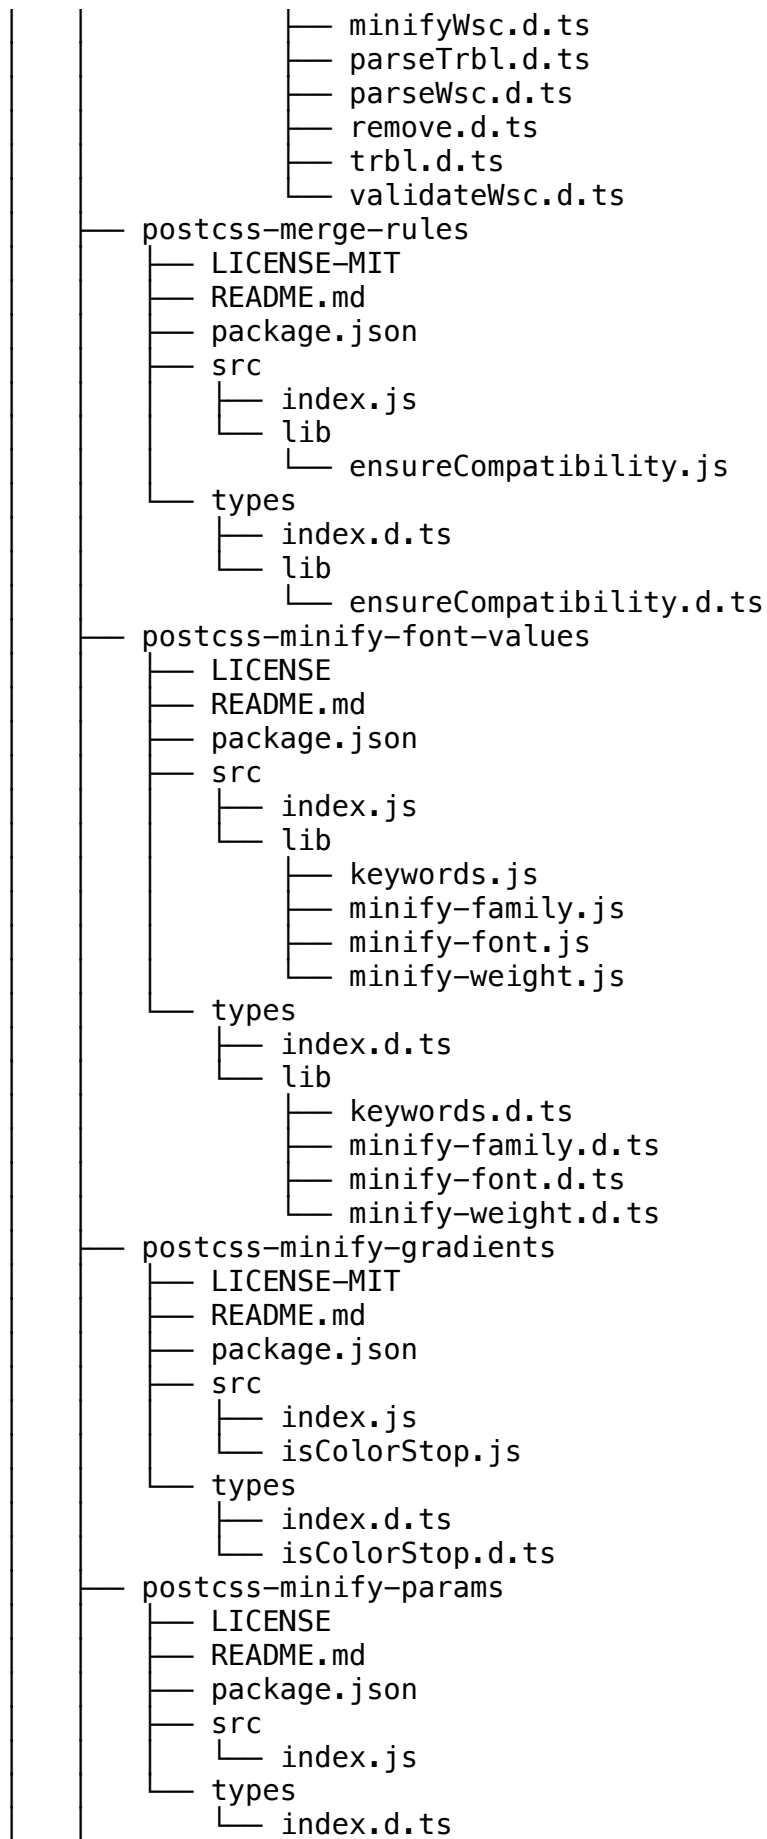 │   │           ├── minifyWsc.d.ts
│   │           ├── parseTrbl.d.ts
│   │           ├── parseWsc.d.ts
│   │           ├── remove.d.ts
│   │           ├── trbl.d.ts
│   │           └── validateWsc.d.ts
│   ├── postcss-merge-rules
│   │   ├── LICENSE-MIT
│   │   ├── README.md
│   │   ├── package.json
│   │   ├── src
│   │   │   ├── index.js
│   │   │   └── lib
│   │   │       └── ensureCompatibility.js
│   │   └── types
│   │       ├── index.d.ts
│   │       └── lib
│   │           └── ensureCompatibility.d.ts
│   ├── postcss-minify-font-values
│   │   ├── LICENSE
│   │   ├── README.md
│   │   ├── package.json
│   │   ├── src
│   │   │   ├── index.js
│   │   │   └── lib
│   │   │       ├── keywords.js
│   │   │       ├── minify-family.js
│   │   │       ├── minify-font.js
│   │   │       └── minify-weight.js
│   │   └── types
│   │       ├── index.d.ts
│   │       └── lib
│   │           ├── keywords.d.ts
│   │           ├── minify-family.d.ts
│   │           ├── minify-font.d.ts
│   │           └── minify-weight.d.ts
│   ├── postcss-minify-gradients
│   │   ├── LICENSE-MIT
│   │   ├── README.md
│   │   ├── package.json
│   │   ├── src
│   │   │   ├── index.js
│   │   │   └── isColorStop.js
│   │   └── types
│   │       ├── index.d.ts
│   │       └── isColorStop.d.ts
│   ├── postcss-minify-params
│   │   ├── LICENSE
│   │   ├── README.md
│   │   ├── package.json
│   │   ├── src
│   │   │   └── index.js
│   │   └── types
│   │       └── index.d.ts